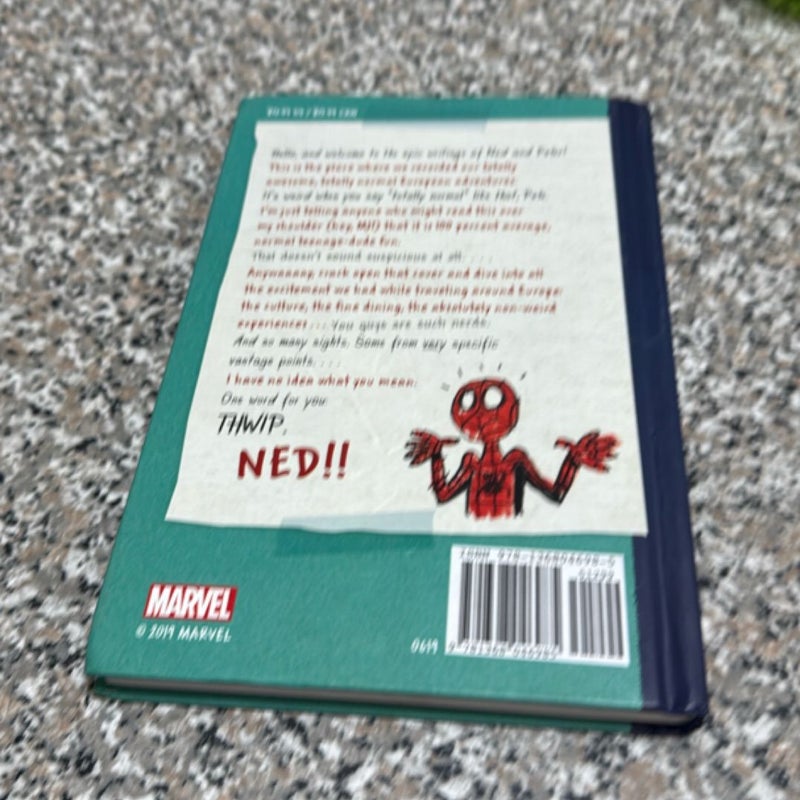 Hello, and welcome to the epic writings of Ned and Pete!
This is the place where we recorded our totally
awesome, totally normal European adventures.
It's weird when you say "totally normal" like that, Pete.
I'm just telling anyone who might read this over
my shoulder (hey, MJ!) that it is 100 percent average,
normal teenage-dude fun.
That doesn't sound suspicious at all. . . .
Anywaaaay, crack open that cover and dive into all
the excitement we had while traveling around Europe:
the culture, the fine dining, the absolutely non-weird
experiences . . . . You guys are such nerds.
And so many sights. Some from very specific
vantage points. . . .
I have no idea what you mean.
One word for you:
THWIP,
NED!!
MARVEL
© 2019 MARVEL
0619
ISBN